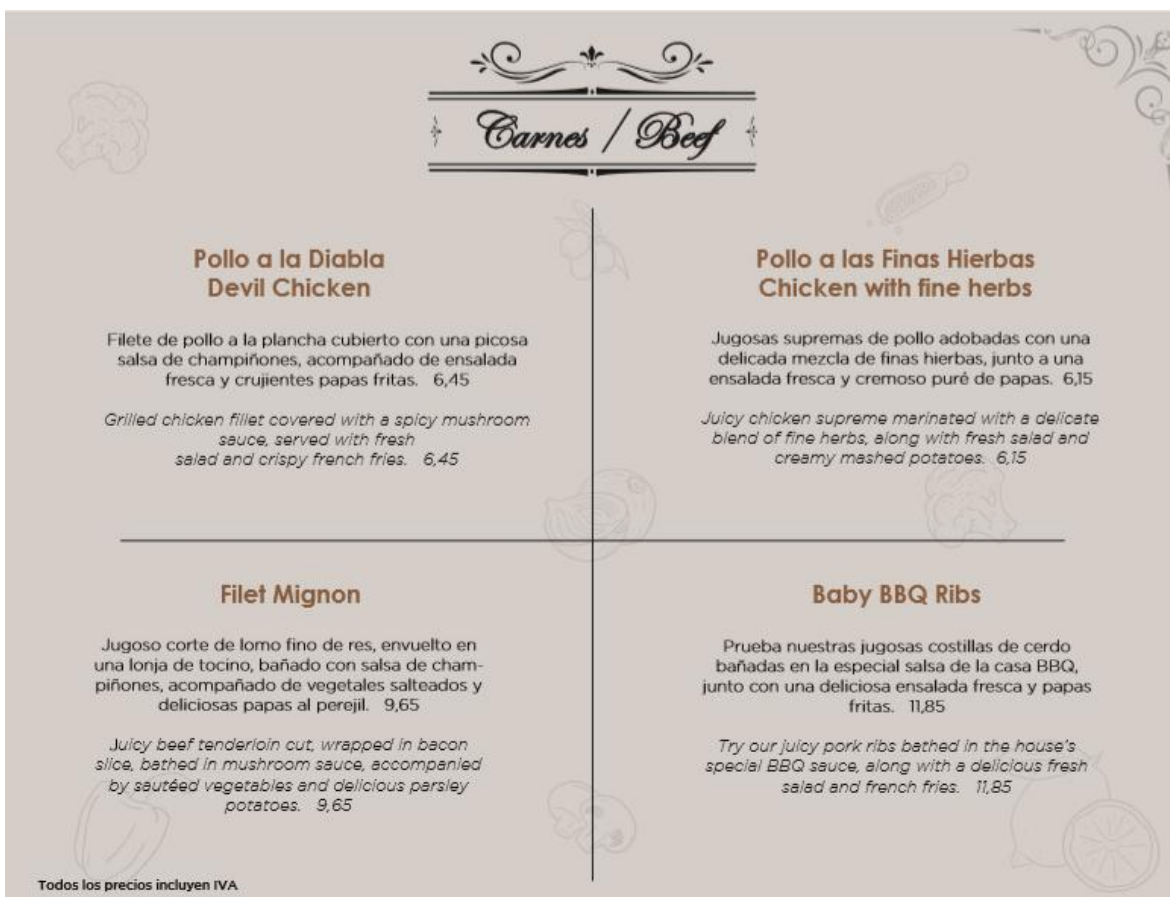 Carnes / Beef
Pollo a la Diabla
Devil Chicken
Filete de pollo a la plancha cubierto con una picosa
salsa de champiñones, acompañado de ensalada
fresca y crujientes papas fritas. 6,45
Grilled chicken fillet covered with a spicy mushroom
sauce, served with fresh
salad and crispy french fries. 6,45
Pollo a las Finas Hierbas
Chicken with fine herbs
Jugosas supremas de pollo adobadas con una
delicada mezcla de finas hierbas, junto a una
ensalada fresca y cremoso puré de papas. 6,15
Juicy chicken supreme marinated with a delicate
blend of fine herbs, along with fresh salad and
creamy mashed potatoes. 6,15
Filet Mignon
Jugoso corte de lomo fino de res, envuelto en
una lonja de tocino, bañado con salsa de cham-
piñones, acompañado de vegetales salteados y
deliciosas papas al perejil. 9,65
Juicy beef tenderloin cut, wrapped in bacon
slice, bathed in mushroom sauce, accompanied
by sautéed vegetables and delicious parsley
potatoes. 9,65
Baby BBQ Ribs
Prueba nuestras jugosas costillas de cerdo
bañadas en la especial salsa de la casa BBQ,
junto con una deliciosa ensalada fresca y papas
fritas. 11,85
Try our juicy pork ribs bathed in the house's
special BBQ sauce, along with a delicious fresh
salad and french fries. 11,85
Todos los precios incluyen IVA